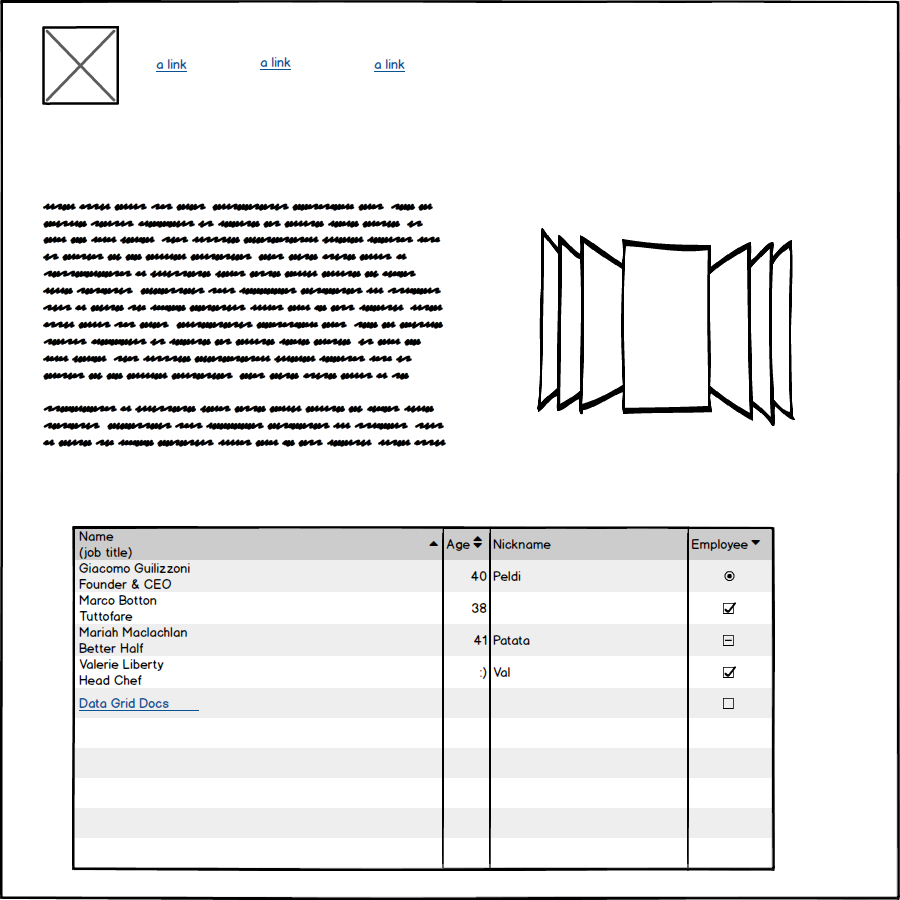 a link
a link
a link
Name
(job title)
Age
Nickname
Employee
Giacomo Guilizzoni
Founder & CEO
40
Peldi
Marco Botton
Tuttofare
38
Mariah Maclachlan
Better Half
41
Patata
Valerie Liberty
Head Chef
:)
Val
Data Grid Docs